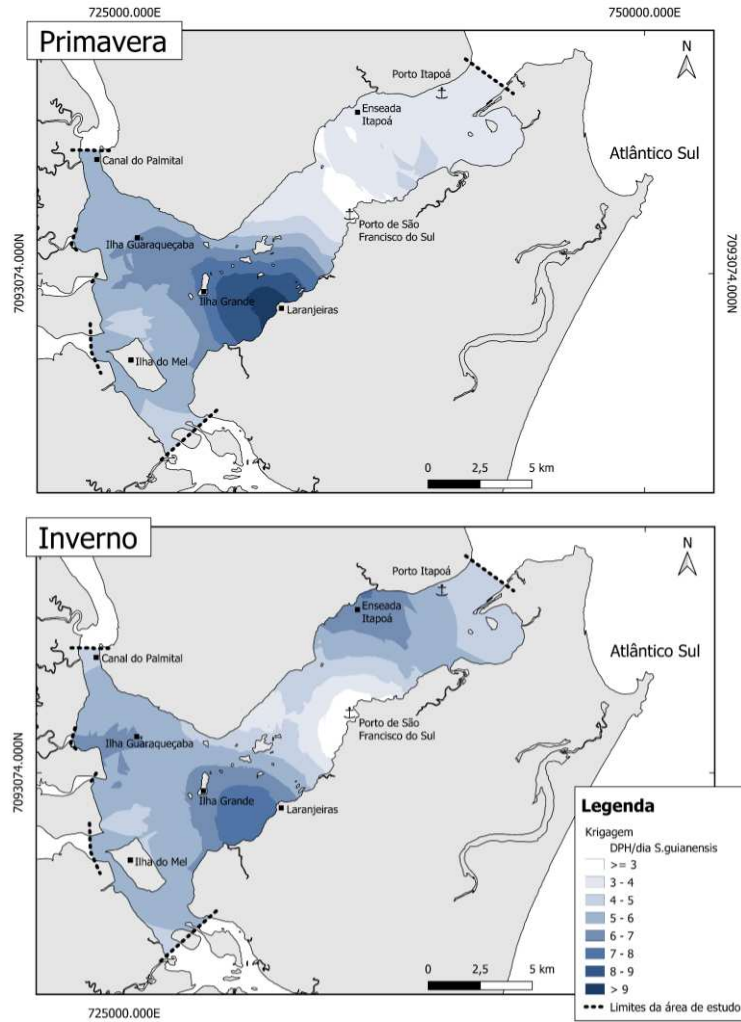 725000.000E
750000.000E
Primavera
N
Porto Itapoá
Enseada
Itapoá
Canal do Palmital
Atlântico Sul
Porto de São
Francisco do Sul
Ilha Guaraqueçaba
7093074.000N
7093074.000N
Ilha Grande
Laranjeiras
Ilha do Mel
0 2,5 5 km
Inverno
N
Porto Itapoá
Enseada
Itapoá
Canal do Palmital
Atlântico Sul
Porto de São
Francisco do Sul
Ilha Guaraqueçaba
7093074.000N
Ilha Grande
Laranjeiras
Ilha do Mel
Legenda
Krigagem
DPH/dia S.guianensis
>= 3
3 - 4
4 - 5
5 - 6
6 - 7
7 - 8
8 - 9
> 9
Limites da área de estudo
0 2,5 5 km
725000.000E